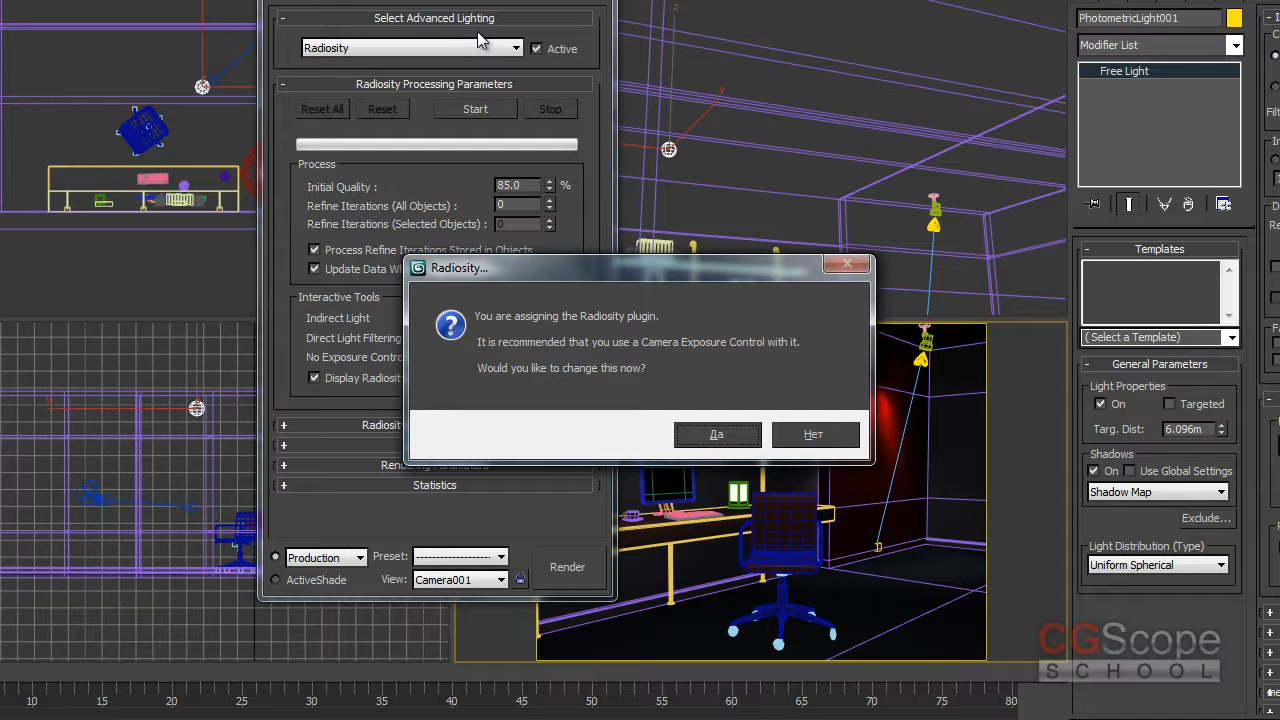 Select Advanced Lighting
Radiosity
Active
Radiosity Processing Parameters
Reset All
Reset
Start
Stop
Process
Initial Quality :
85.0
%
Refine Iterations (All Objects) :
0
Refine Iterations (Selected Objects) :
0
Process Refine Iterations Stored in Objects
Update Data
Interactive Tools
Indirect Light
Direct Light Filtering
No Exposure
Display
Radiosity...
You are assigning the Radiosity plugin.
It is recommended that you use a Camera Exposure Control with it.
Would you like to change this now?
Да
Нет
Rendering Parameters
Statistics
Production
Preset:
--------------------
Render
ActiveShade
View:
Camera001
PhotometricLight001
Modifier List
Free Light
Templates
(Select a Template)
General Parameters
Light Properties
On
Targeted
Targ. Dist:
6.096m
Shadows
On
Use Global Settings
Shadow Map
Exclude...
Light Distribution (Type)
Uniform Spherical
z
y
y
CGScope
SCHOOL
10 15 20 25 30 35 40 45 50 55 60 65 70 75 80